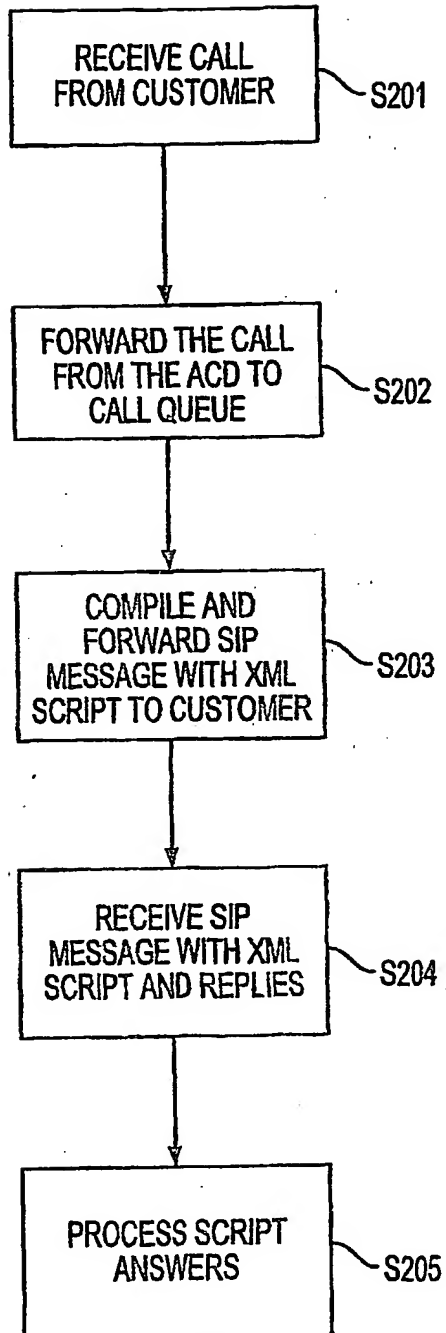 RECEIVE CALL
FROM CUSTOMER
S201
FORWARD THE CALL
FROM THE ACD TO
CALL QUEUE
S202
COMPILE AND
FORWARD SIP
MESSAGE WITH XML
SCRIPT TO CUSTOMER
S203
RECEIVE SIP
MESSAGE WITH XML
SCRIPT AND REPLIES
S204
PROCESS SCRIPT
ANSWERS
S205